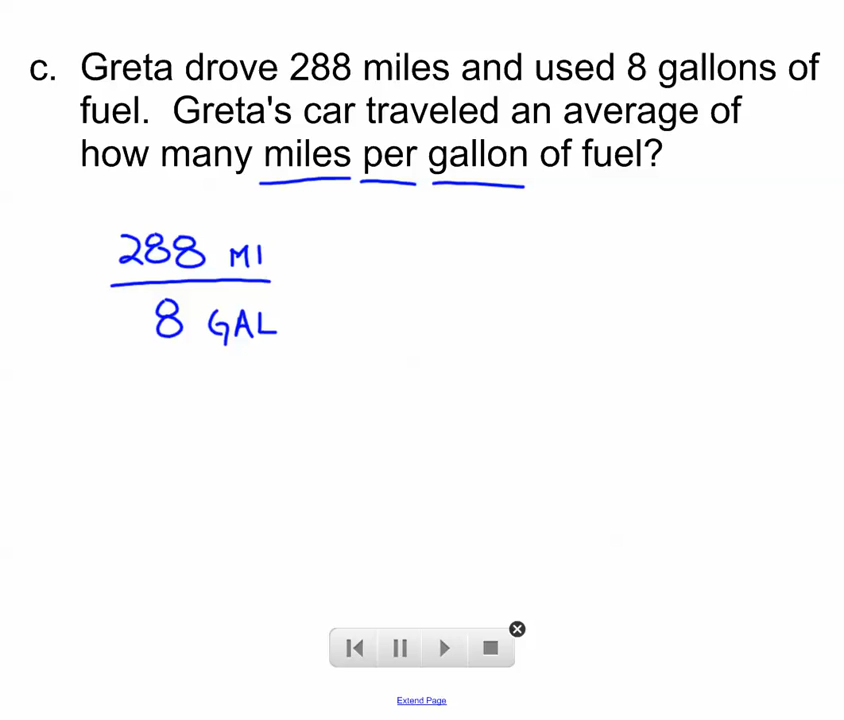 c. Greta drove 288 miles and used 8 gallons of
fuel. Greta's car traveled an average of
how many miles per gallon of fuel?
288 MI
8 GAL
Extend Page